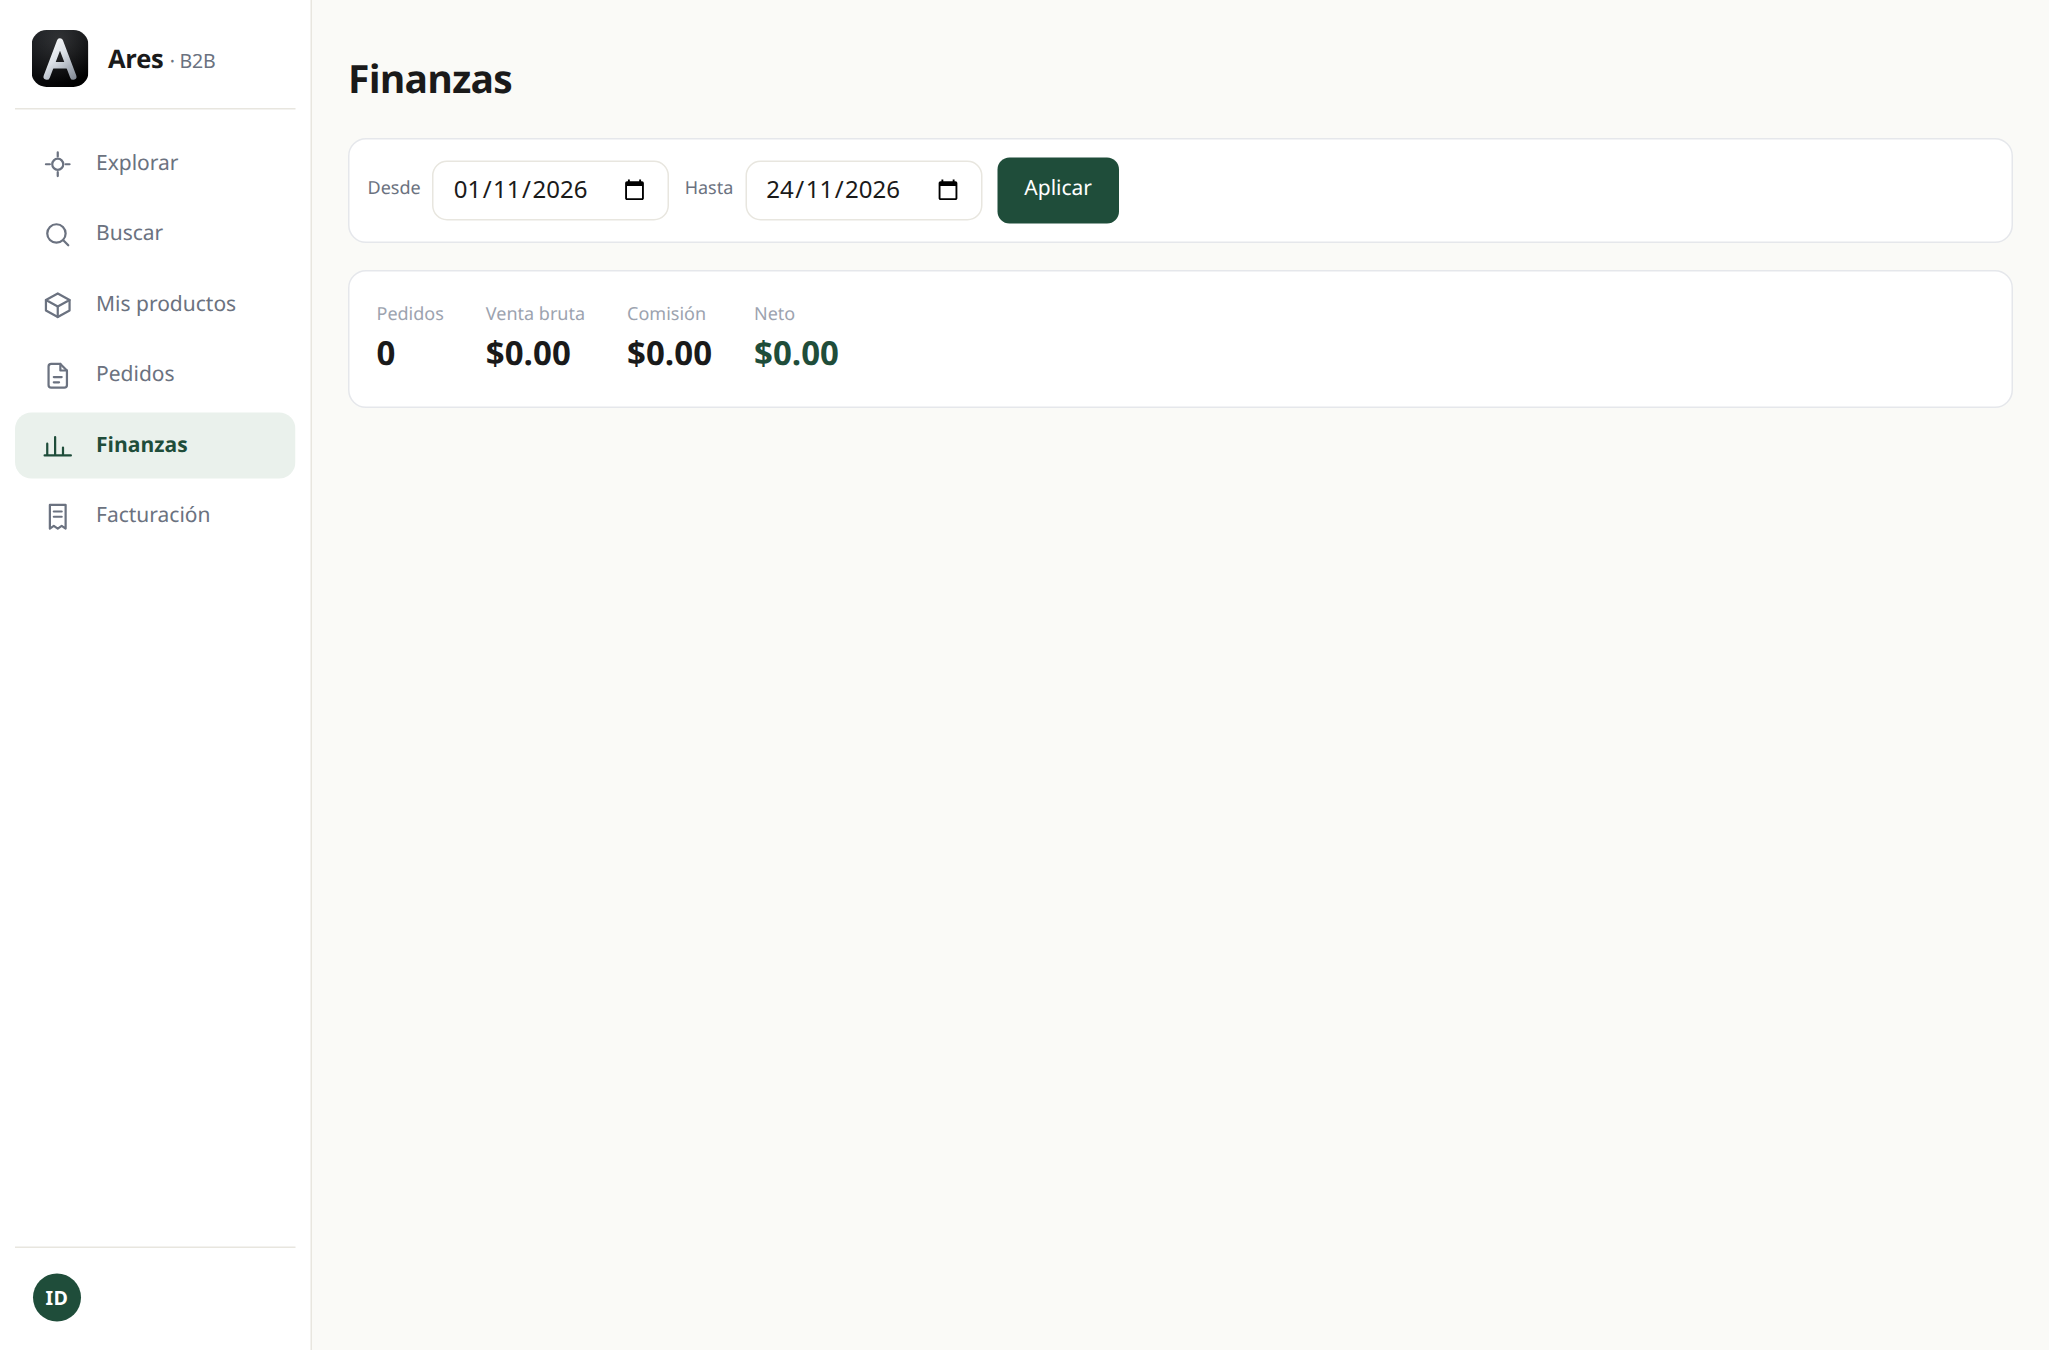 Ares · B2B
Explorar
Buscar
Mis productos
Pedidos
Finanzas
Facturación
ID
Finanzas
Desde 01/11/2026 Hasta 24/11/2026 Aplicar
Pedidos Venta bruta Comisión Neto
0 $0.00 $0.00 $0.00